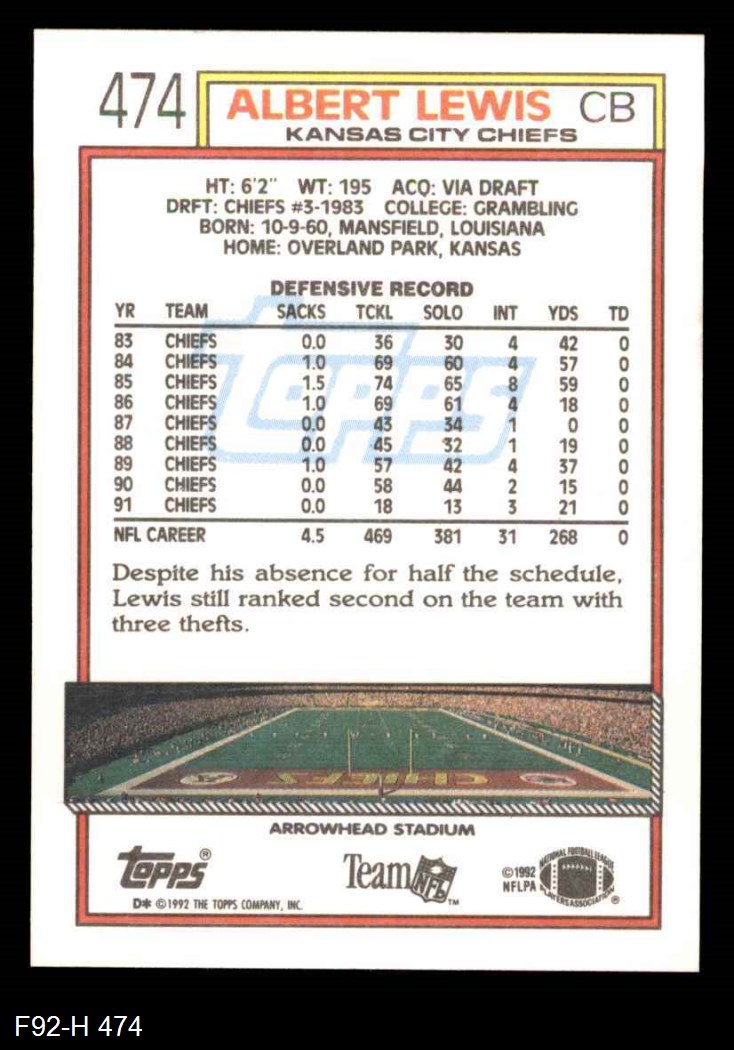 474 ALBERT LEWIS CB
KANSAS CITY CHIEFS
HT: 6'2" WT: 195 ACQ: VIA DRAFT
DRFT: CHIEFS #3-1983 COLLEGE: GRAMBLING
BORN: 10-9-60, MANSFIELD, LOUISIANA
HOME: OVERLAND PARK, KANSAS
DEFENSIVE RECORD
YR TEAM SACKS TCKL SOLO INT YDS TD
83 CHIEFS 0.0 36 30 4 42 0
84 CHIEFS 1.0 69 60 4 57 0
85 CHIEFS 1.5 74 65 8 59 0
86 CHIEFS 1.0 69 61 4 18 0
87 CHIEFS 0.0 43 34 1 0 0
88 CHIEFS 0.0 45 32 1 19 0
89 CHIEFS 1.0 57 42 4 37 0
90 CHIEFS 0.0 58 44 2 15 0
91 CHIEFS 0.0 18 13 3 21 0
NFL CAREER 4.5 469 381 31 268 0
Topps
Despite his absence for half the schedule,
Lewis still ranked second on the team with
three thefts.
CHIEFS
ARROWHEAD STADIUM
Topps®
Team NFL™
©1992
NFLPA
NATIONAL FOOTBALL LEAGUE
PLAYERS ASSOCIATION®
D* ©1992 THE TOPPS COMPANY, INC.
F92-H 474